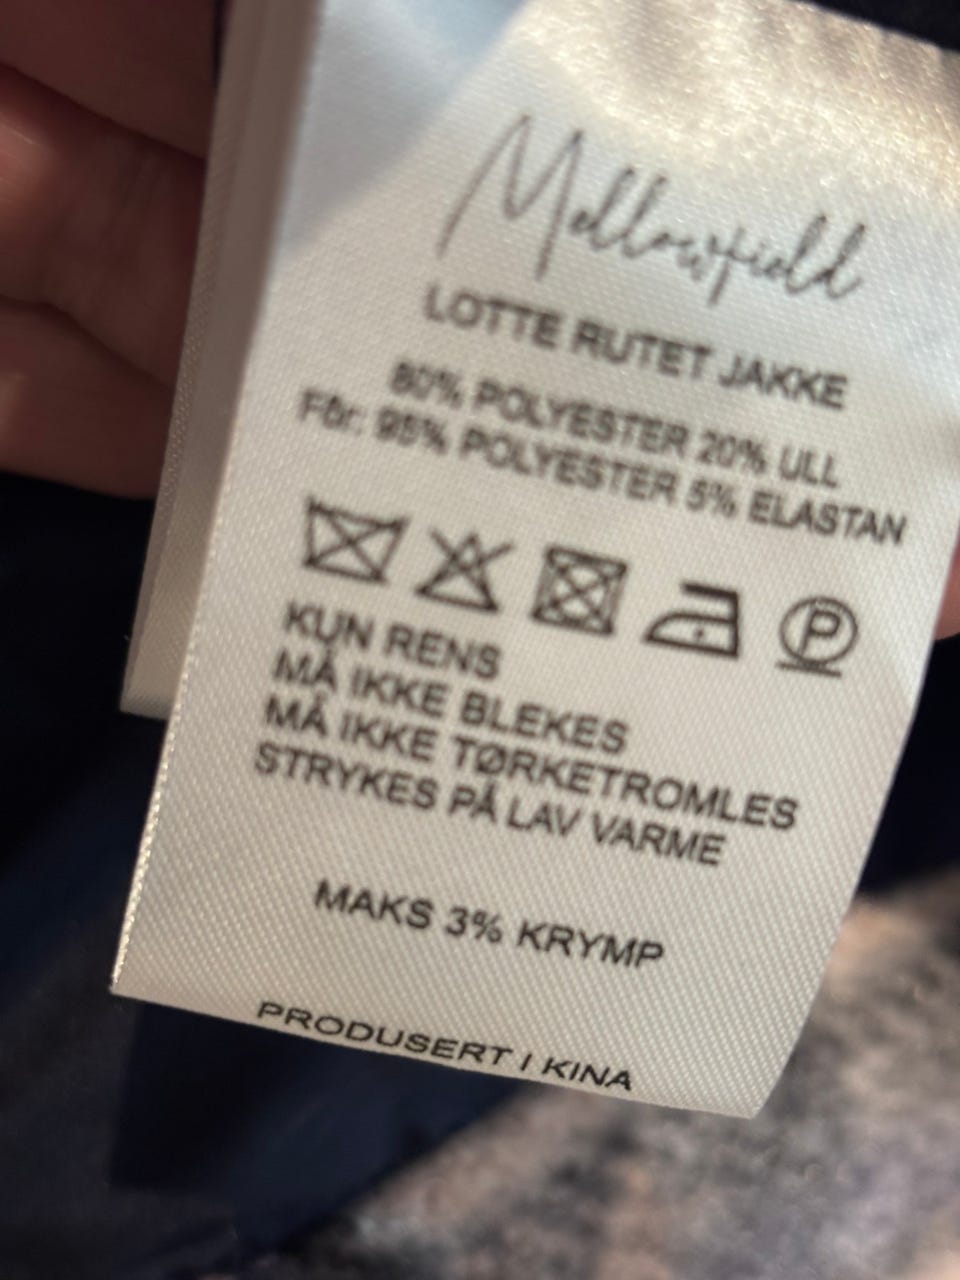 Mellowfield
LOTTE RUTET JAKKE
80% POLYESTER 20% ULL
Fôr: 95% POLYESTER 5% ELASTAN
P
KUN RENS
MÅ IKKE BLEKES
MÅ IKKE TØRKETROMLES
STRYKES PÅ LAV VARME
MAKS 3% KRYMP
PRODUSERT I KINA